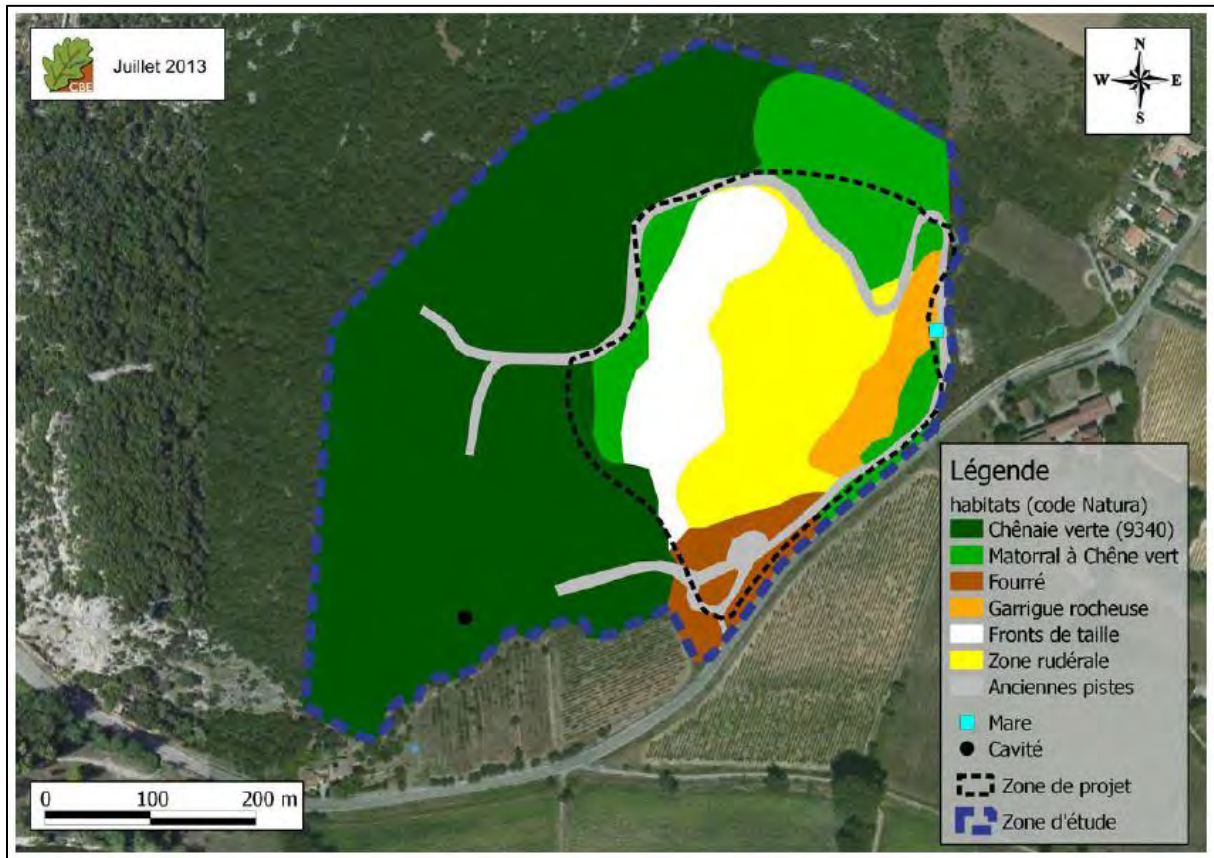 CBE
Juillet 2013
N
W E
S
Légende
habitats (code Natura)
Chênaie verte (9340)
Matorral à Chêne vert
Fourré
Garrigue rocheuse
Fronts de taille
Zone rudérale
Anciennes pistes
Mare
Cavité
Zone de projet
Zone d'étude
0 100 200 m